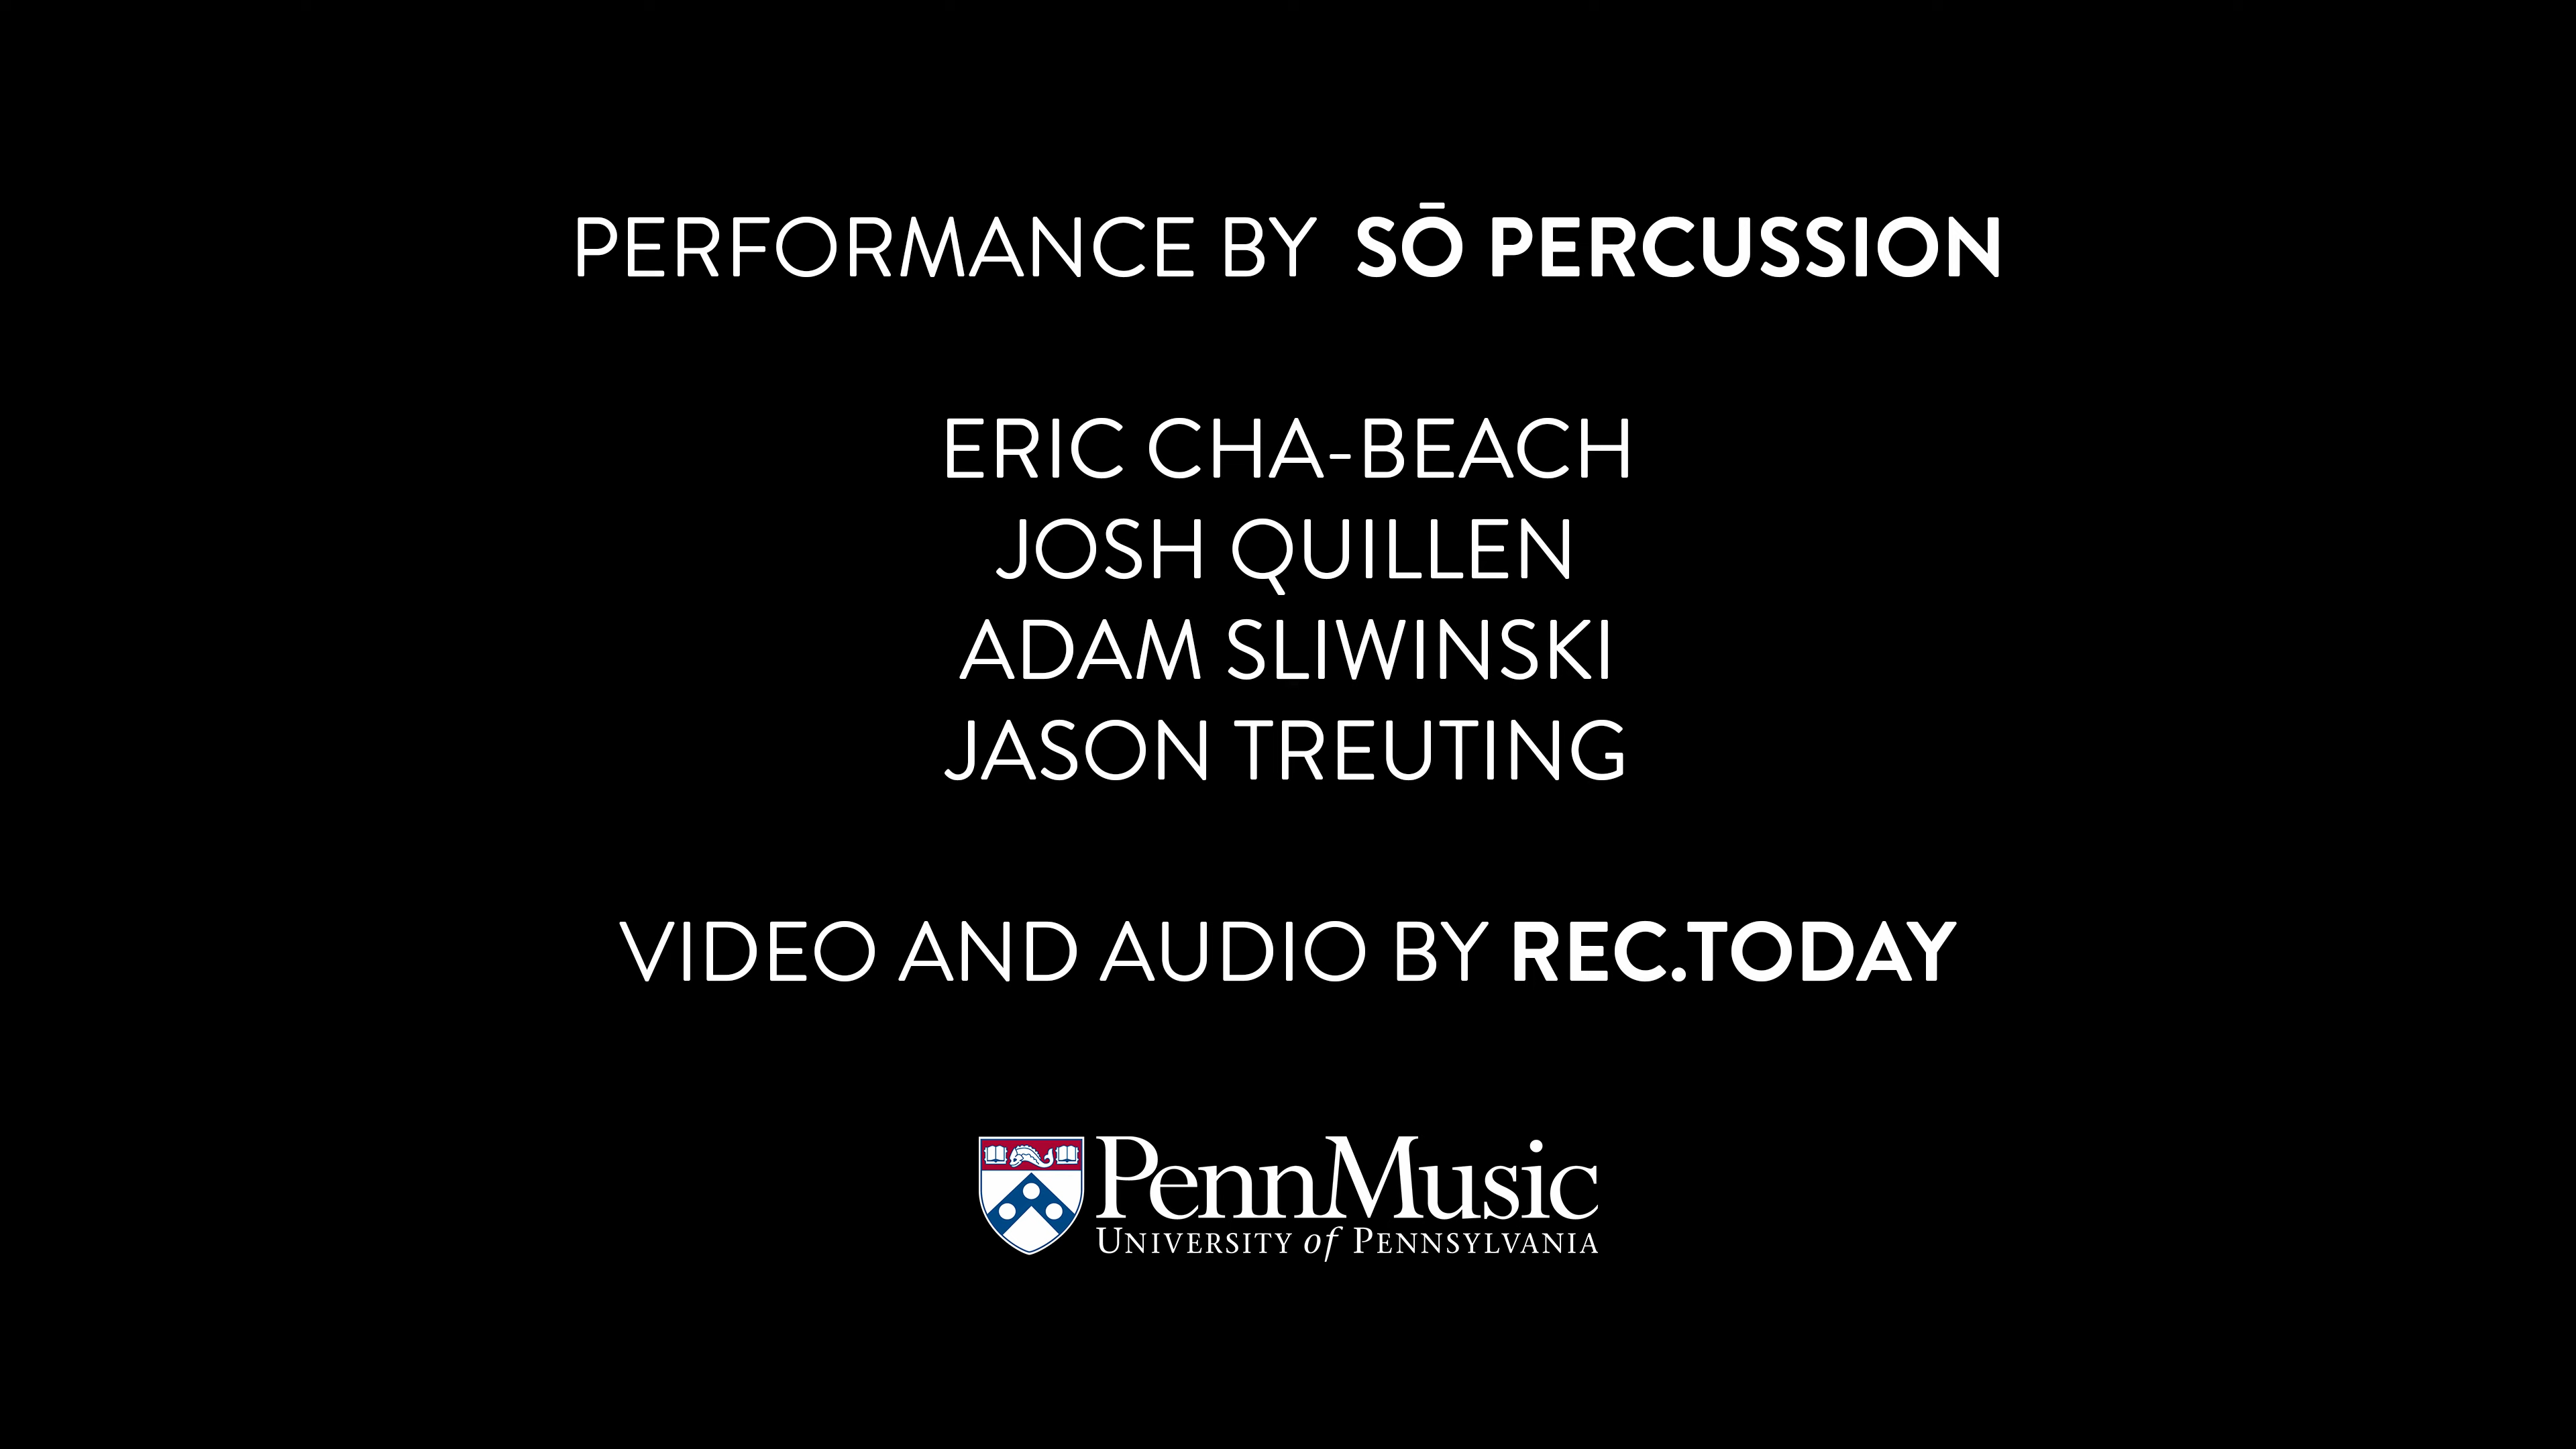 PERFORMANCE BY SŌ PERCUSSION
ERIC CHA-BEACH
JOSH QUILLEN
ADAM SLIWINSKI
JASON TREUTING
VIDEO AND AUDIO BY REC.TODAY
PennMusic
UNIVERSITY of PENNSYLVANIA